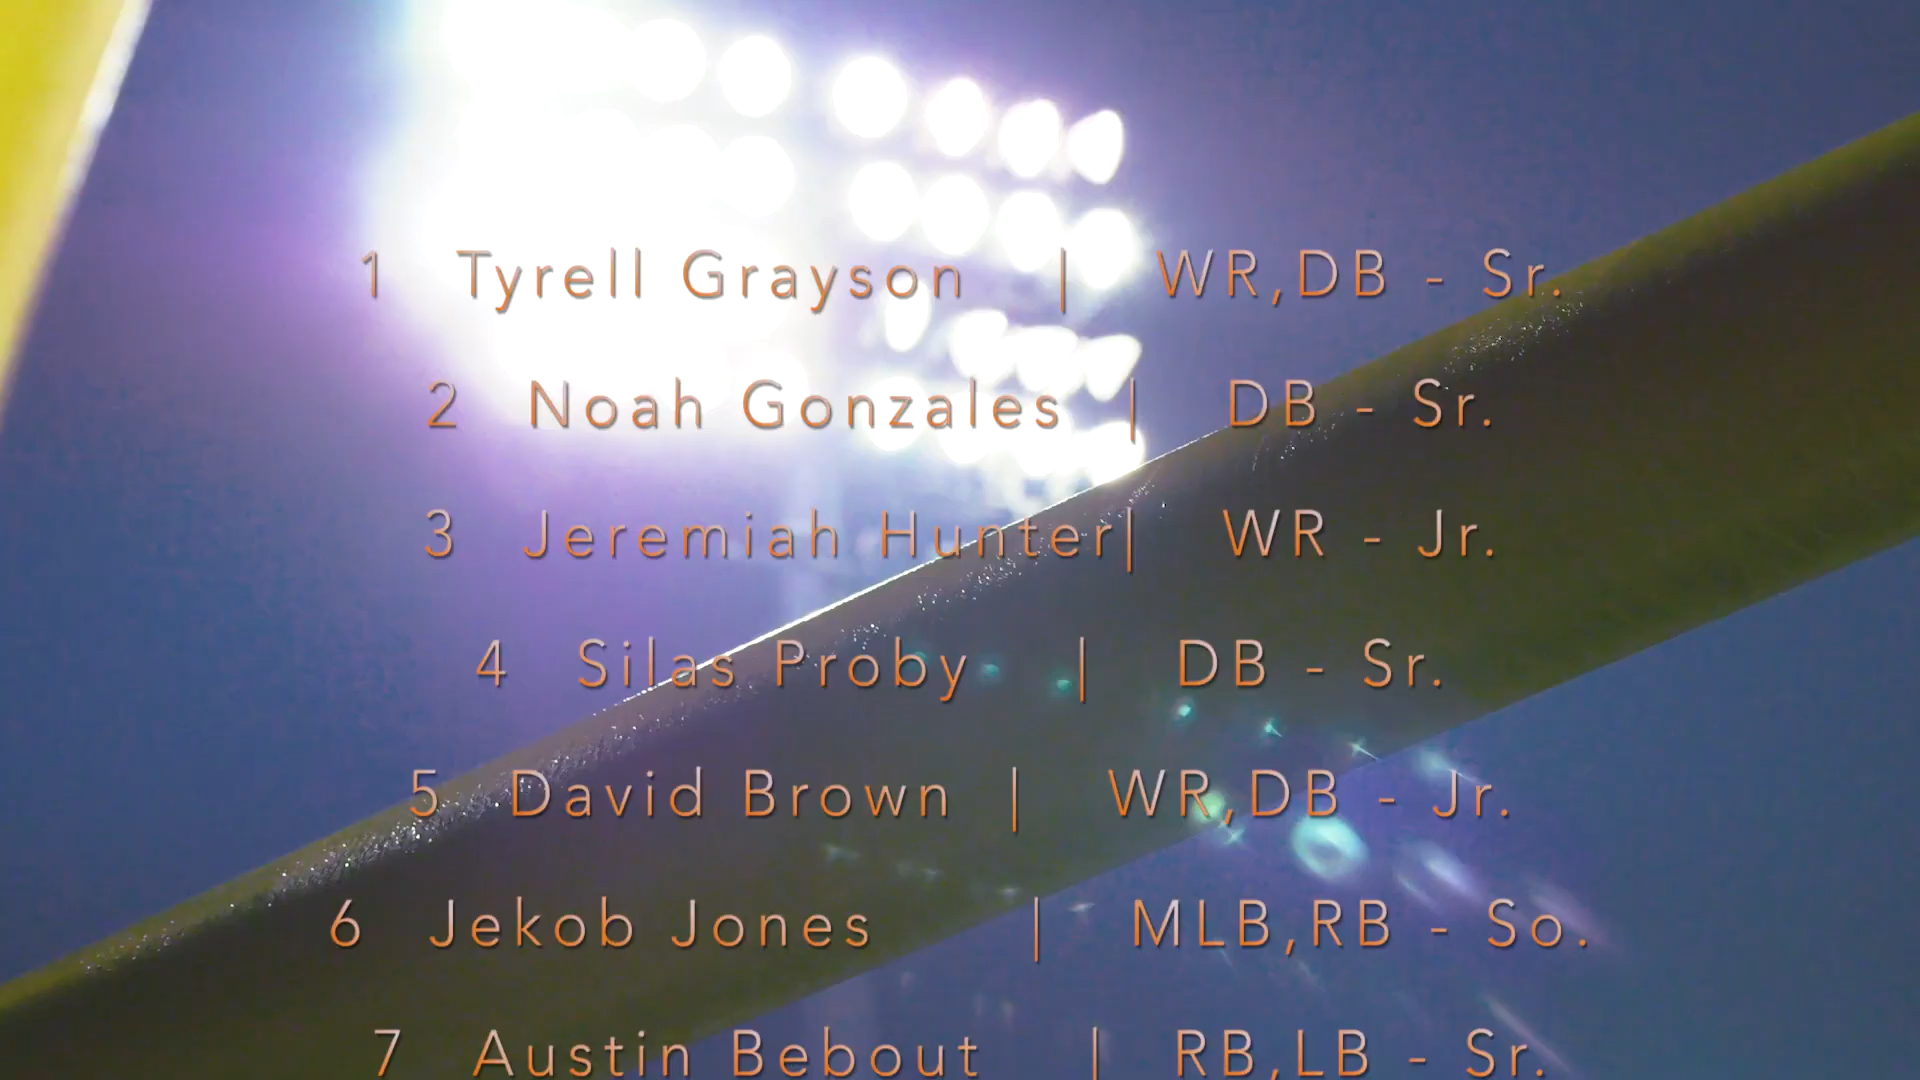 1 Tyrell Grayson | WR,DB - Sr.
2 Noah Gonzales | DB - Sr.
3 Jeremiah Hunter| WR - Jr.
4 Silas Proby | DB - Sr.
5 David Brown | WR,DB - Jr.
6 Jekob Jones | MLB,RB - So.
7 Austin Bebout | RB,LB - Sr.